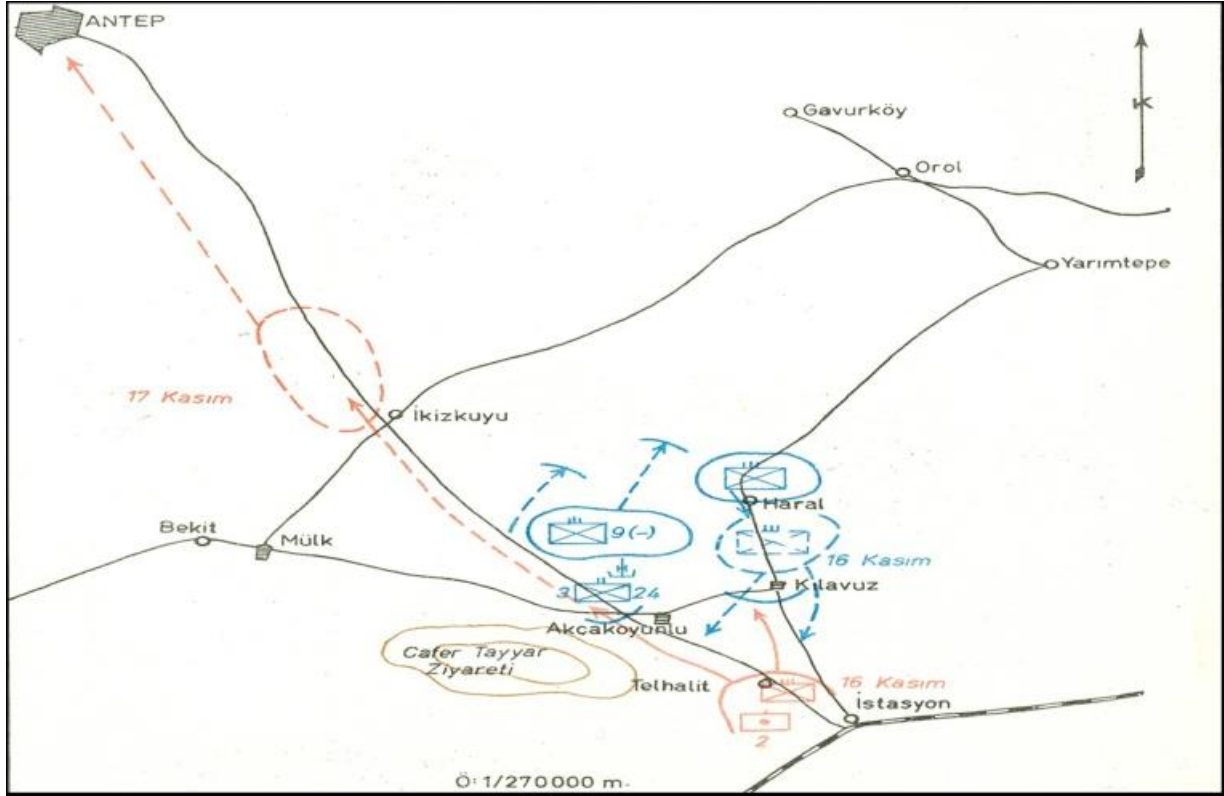 ANTEP
Gavurköy
K
Orol
Yarımtepe
17 Kasım
İkizkuyu
Haral
Bekit
Mülk
9(-)
Y
16 Kasım
3
24
Kılavuz
Akçakoyunlu
Cafer Tayyar
Ziyareti
Telhalit
16 Kasım
İstasyon
2
Ö: 1/270000 m.